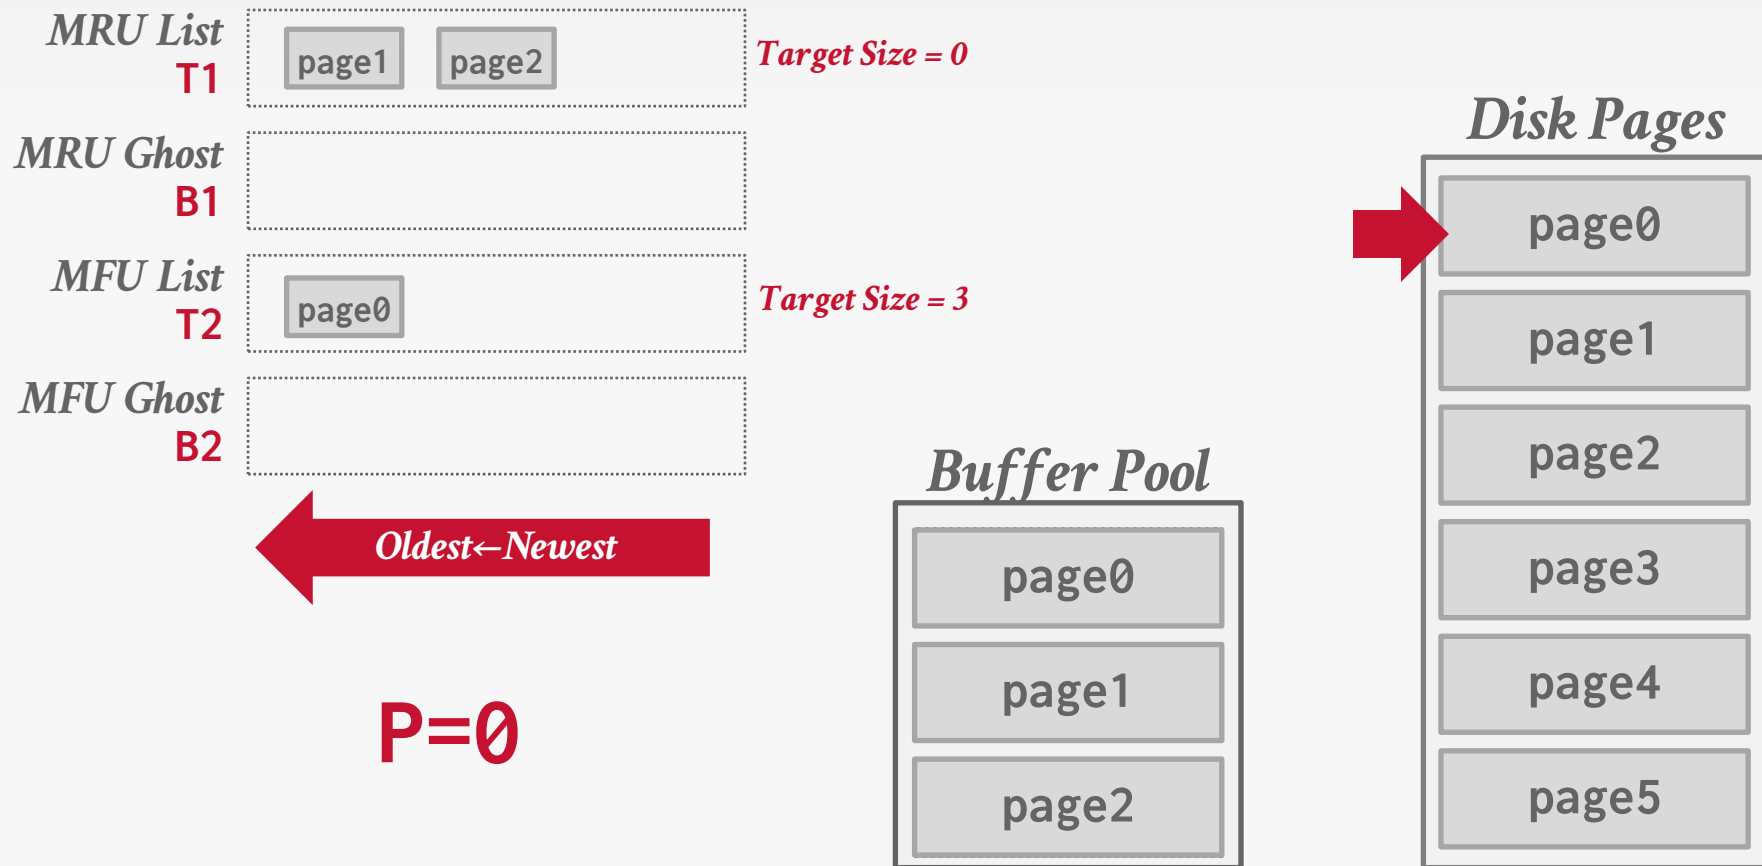 MRU List
T1
page1
page2
Target Size = 0
MRU Ghost
B1
MFU List
T2
page0
Target Size = 3
MFU Ghost
B2
Oldest←Newest
P=0
Buffer Pool
page0
page1
page2
Disk Pages
page0
page1
page2
page3
page4
page5